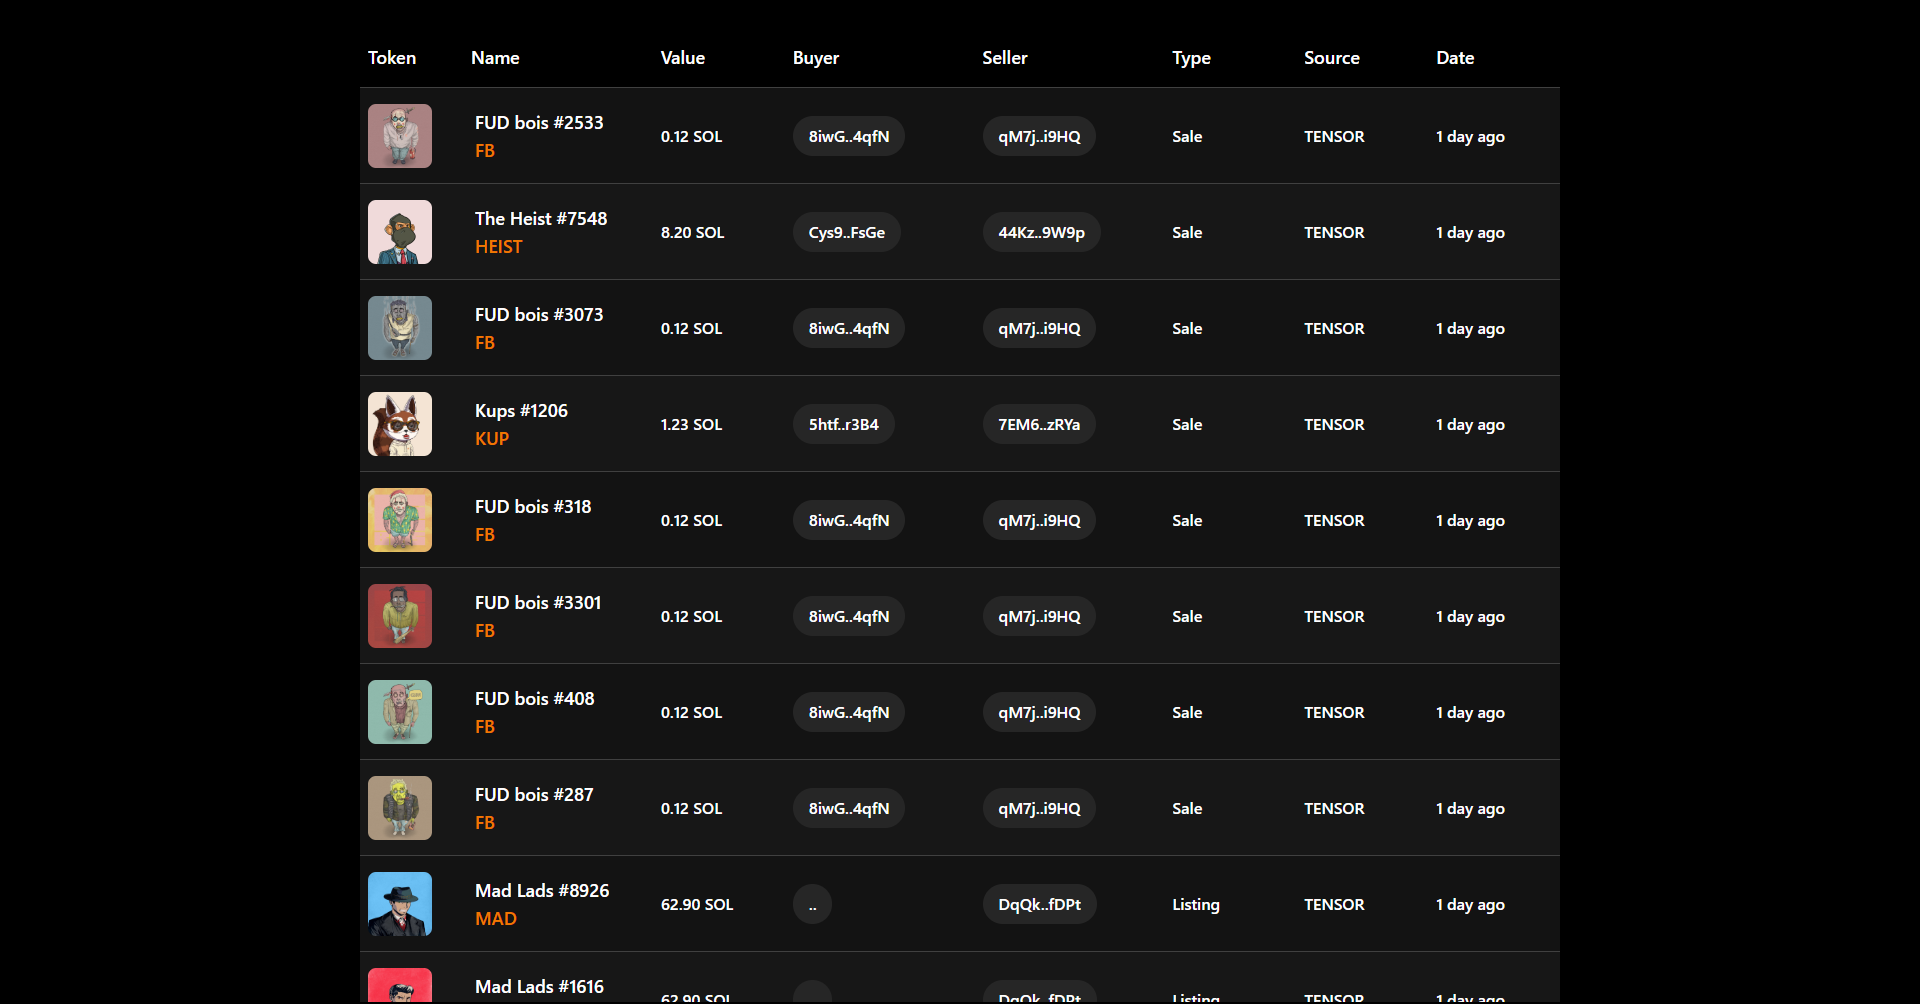 Token Name Value Buyer Seller Type Source Date
FUD bois #2533
FB
0.12 SOL 8iwG..4qfN qM7j..i9HQ Sale TENSOR 1 day ago
The Heist #7548
HEIST
8.20 SOL Cys9..FsGe 44Kz..9W9p Sale TENSOR 1 day ago
FUD bois #3073
FB
0.12 SOL 8iwG..4qfN qM7j..i9HQ Sale TENSOR 1 day ago
Kups #1206
KUP
1.23 SOL 5htf..r3B4 7EM6..zRYa Sale TENSOR 1 day ago
FUD bois #318
FB
0.12 SOL 8iwG..4qfN qM7j..i9HQ Sale TENSOR 1 day ago
FUD bois #3301
FB
0.12 SOL 8iwG..4qfN qM7j..i9HQ Sale TENSOR 1 day ago
FUD bois #408
FB
0.12 SOL 8iwG..4qfN qM7j..i9HQ Sale TENSOR 1 day ago
FUD bois #287
FB
0.12 SOL 8iwG..4qfN qM7j..i9HQ Sale TENSOR 1 day ago
Mad Lads #8926
MAD
62.90 SOL .. DqQk..fDPt Listing TENSOR 1 day ago
Mad Lads #1616
62.90 SOL DqQk..fDPt Listing TENSOR 1 day ago